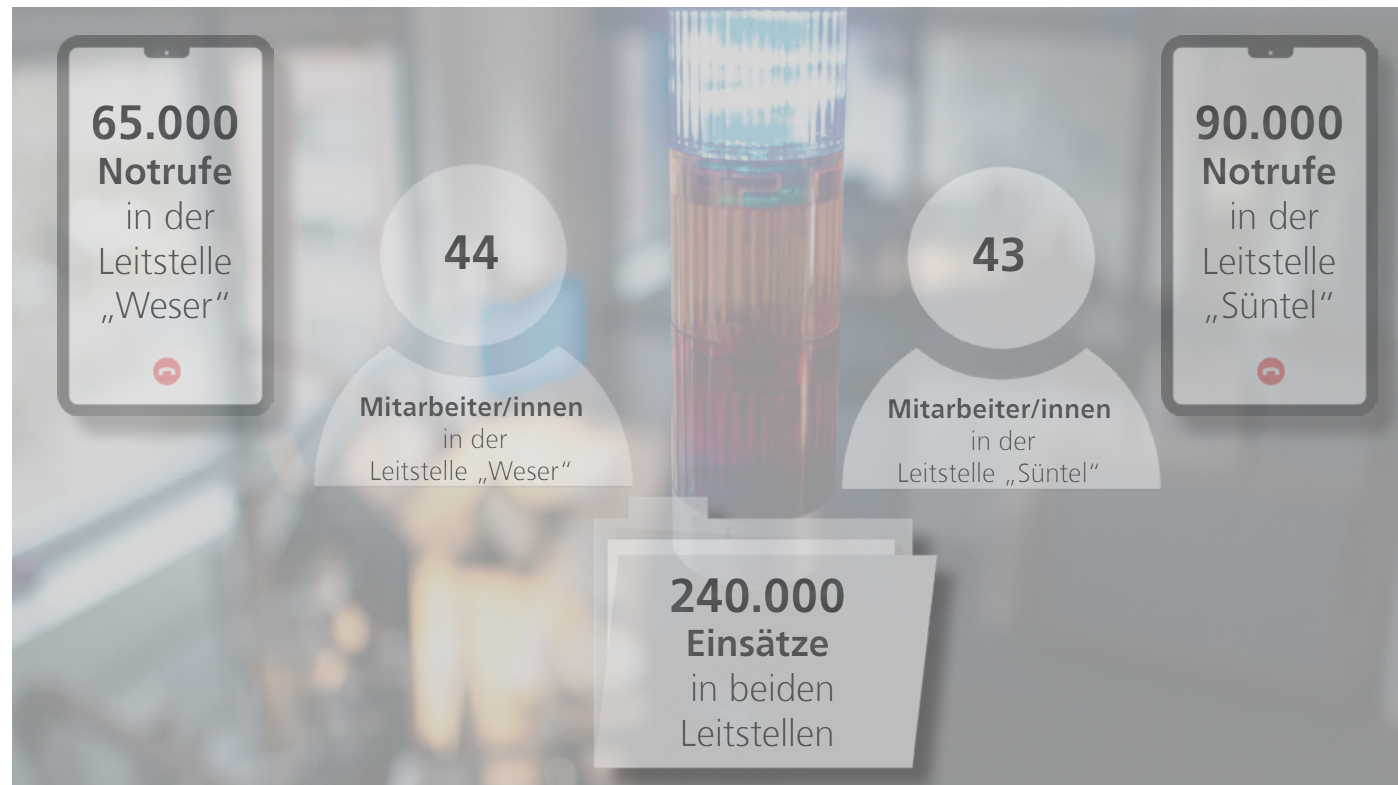 65.000
Notrufe
in der
Leitstelle
„Weser“
44
Mitarbeiter/innen
in der
Leitstelle „Weser“
43
Mitarbeiter/innen
in der
Leitstelle „Süntel“
90.000
Notrufe
in der
Leitstelle
„Süntel“
240.000
Einsätze
in beiden
Leitstellen